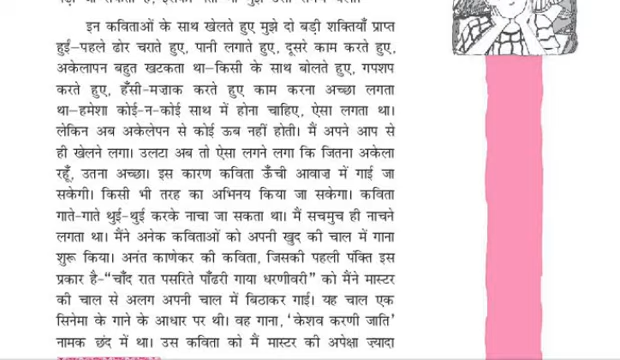 इन कविताओं के साथ खेलते हुए मुझे दो बड़ी शक्तियाँ प्राप्त
हुईं-पहले ढोर चराते हुए, पानी लगाते हुए, दूसरे काम करते हुए,
अकेलापन बहुत खटकता था–किसी के साथ बोलते हुए, गपशप
करते हुए, हँसी-मज़ाक करते हुए काम करना अच्छा लगता
था–हमेशा कोई-न-कोई साथ में होना चाहिए, ऐसा लगता था।
लेकिन अब अकेलेपन से कोई ऊब नहीं होती। मैं अपने आप से
ही खेलने लगा। उलटा अब तो ऐसा लगने लगा कि जितना अकेला
रहूँ, उतना अच्छा। इस कारण कविता ऊँची आवाज़ में गाई जा
सकेगी। किसी भी तरह का अभिनय किया जा सकेगा। कविता
गाते-गाते थुई-थुई करके नाचा जा सकता था। मैं सचमुच ही नाचने
लगता था। मैंने अनेक कविताओं को अपनी खुद की चाल में गाना
शुरू किया। अनंत काणेकर की कविता, जिसकी पहली पंक्ति इस
प्रकार है-“चाँद रात पसरिते पाँढरी गाया धरणीवरी” को मैंने मास्टर
की चाल से अलग अपनी चाल में बिठाकर गाई। यह चाल एक
सिनेमा के गाने के आधार पर थी। वह गाना, ‘केशव करणी जाति’
नामक छंद में था। उस कविता को मैं मास्टर की अपेक्षा ज़्यादा